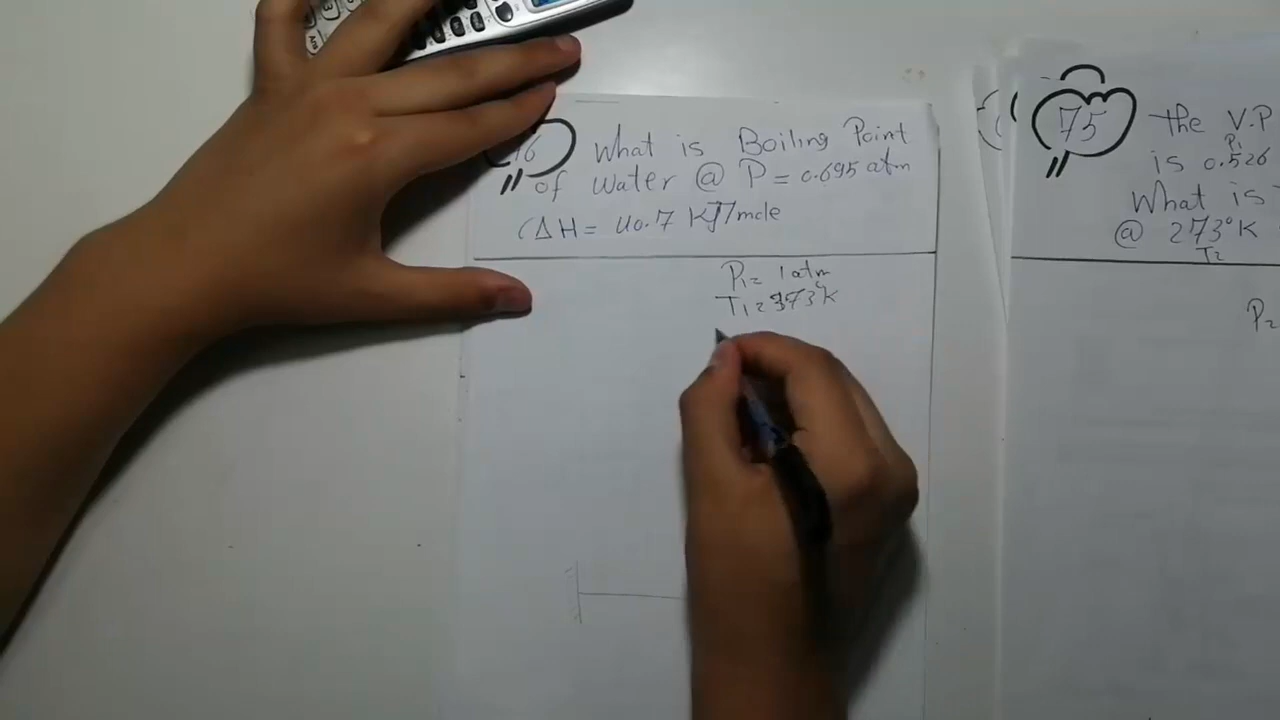 What is Boiling Point
of water @ P = 0.695 atm
(ΔH = 40.7 KJ/mole
P1 = 1 atm
T1 = 373 K
75
the V.P
P1
is 0.526
What is
@ 273°K
T2
P2